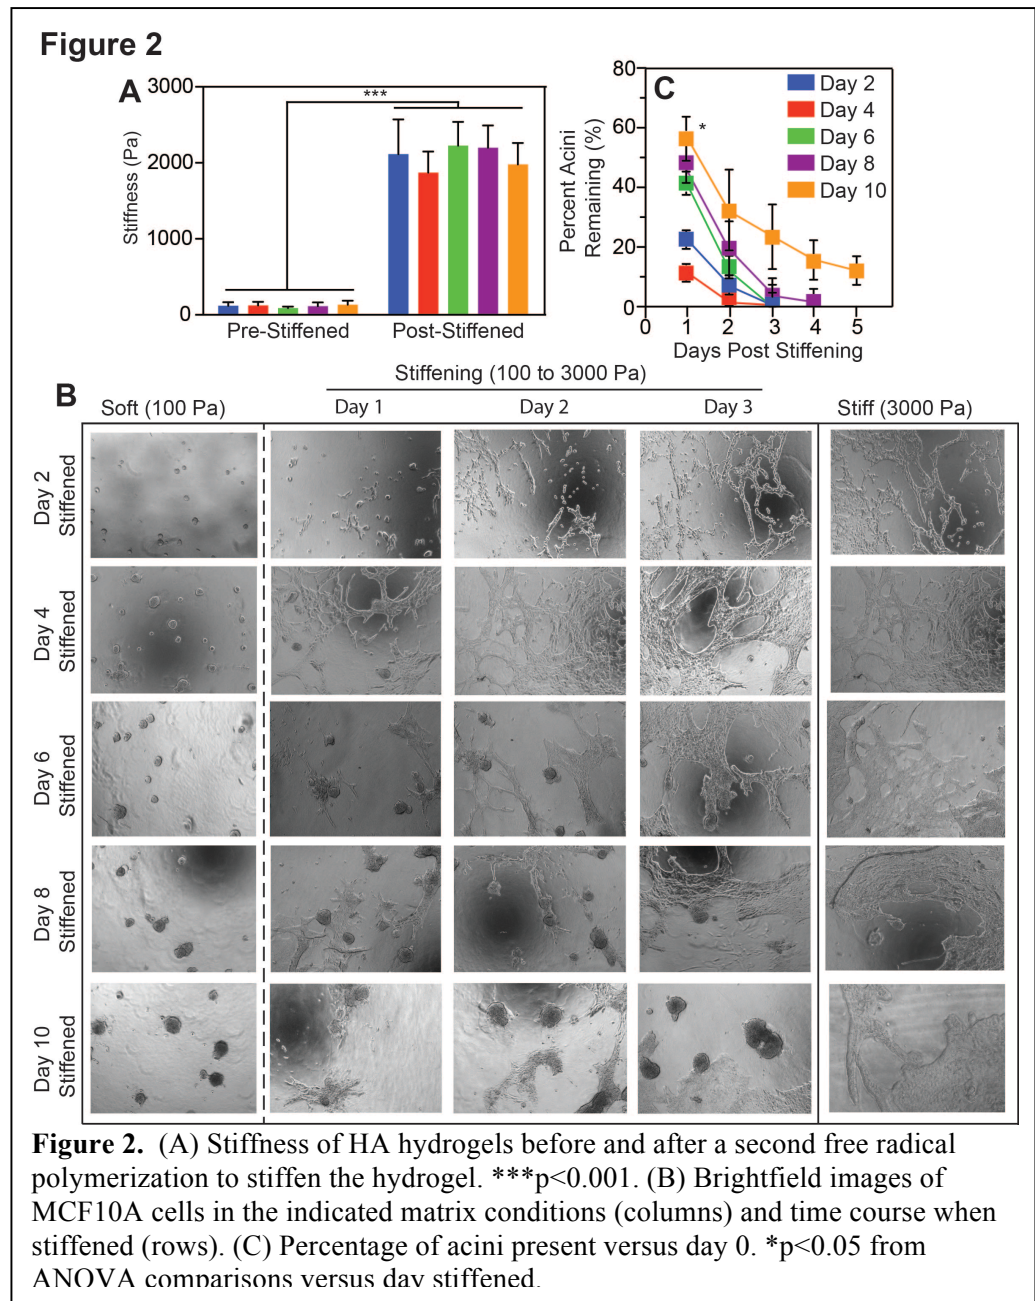 Figure 2
A
3000
2000
1000
0
Stiffness (Pa)
***
Pre-Stiffened
Post-Stiffened
C
80
60
40
20
0
Percent Acini
Remaining (%)
*
Day 2
Day 4
Day 6
Day 8
Day 10
0 1 2 3 4 5
Days Post Stiffening
B
Stiffening (100 to 3000 Pa)
Soft (100 Pa)
Day 1
Day 2
Day 3
Stiff (3000 Pa)
Day 2
Stiffened
Day 4
Stiffened
Day 6
Stiffened
Day 8
Stiffened
Day 10
Stiffened
Figure 2. (A) Stiffness of HA hydrogels before and after a second free radical
polymerization to stiffen the hydrogel. ***p<0.001. (B) Brightfield images of
MCF10A cells in the indicated matrix conditions (columns) and time course when
stiffened (rows). (C) Percentage of acini present versus day 0. *p<0.05 from
ANOVA comparisons versus day stiffened.